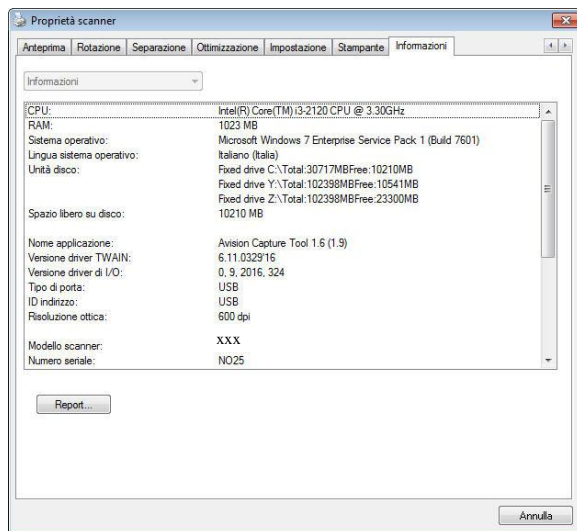 Proprietà scanner
Anteprima Rotazione Separazione Ottimizzazione Impostazione Stampante Informazioni
Informazioni
CPU: Intel(R) Core(TM) i3-2120 CPU @ 3.30GHz
RAM: 1023 MB
Sistema operativo: Microsoft Windows 7 Enterprise Service Pack 1 (Build 7601)
Lingua sistema operativo: Italiano (Italia)
Unità disco: Fixed drive C:\Total:30717MBFree:10210MB
Fixed drive Y:\Total:102398MBFree:10541MB
Fixed drive Z:\Total:102398MBFree:23300MB
Spazio libero su disco: 10210 MB
Nome applicazione: Avision Capture Tool 1.6 (1.9)
Versione driver TWAIN: 6.11.0329'16
Versione driver di I/O: 0, 9, 2016, 324
Tipo di porta: USB
ID indirizzo: USB
Risoluzione ottica: 600 dpi
Modello scanner: xxx
Numero seriale: NO25
Report...
Annulla